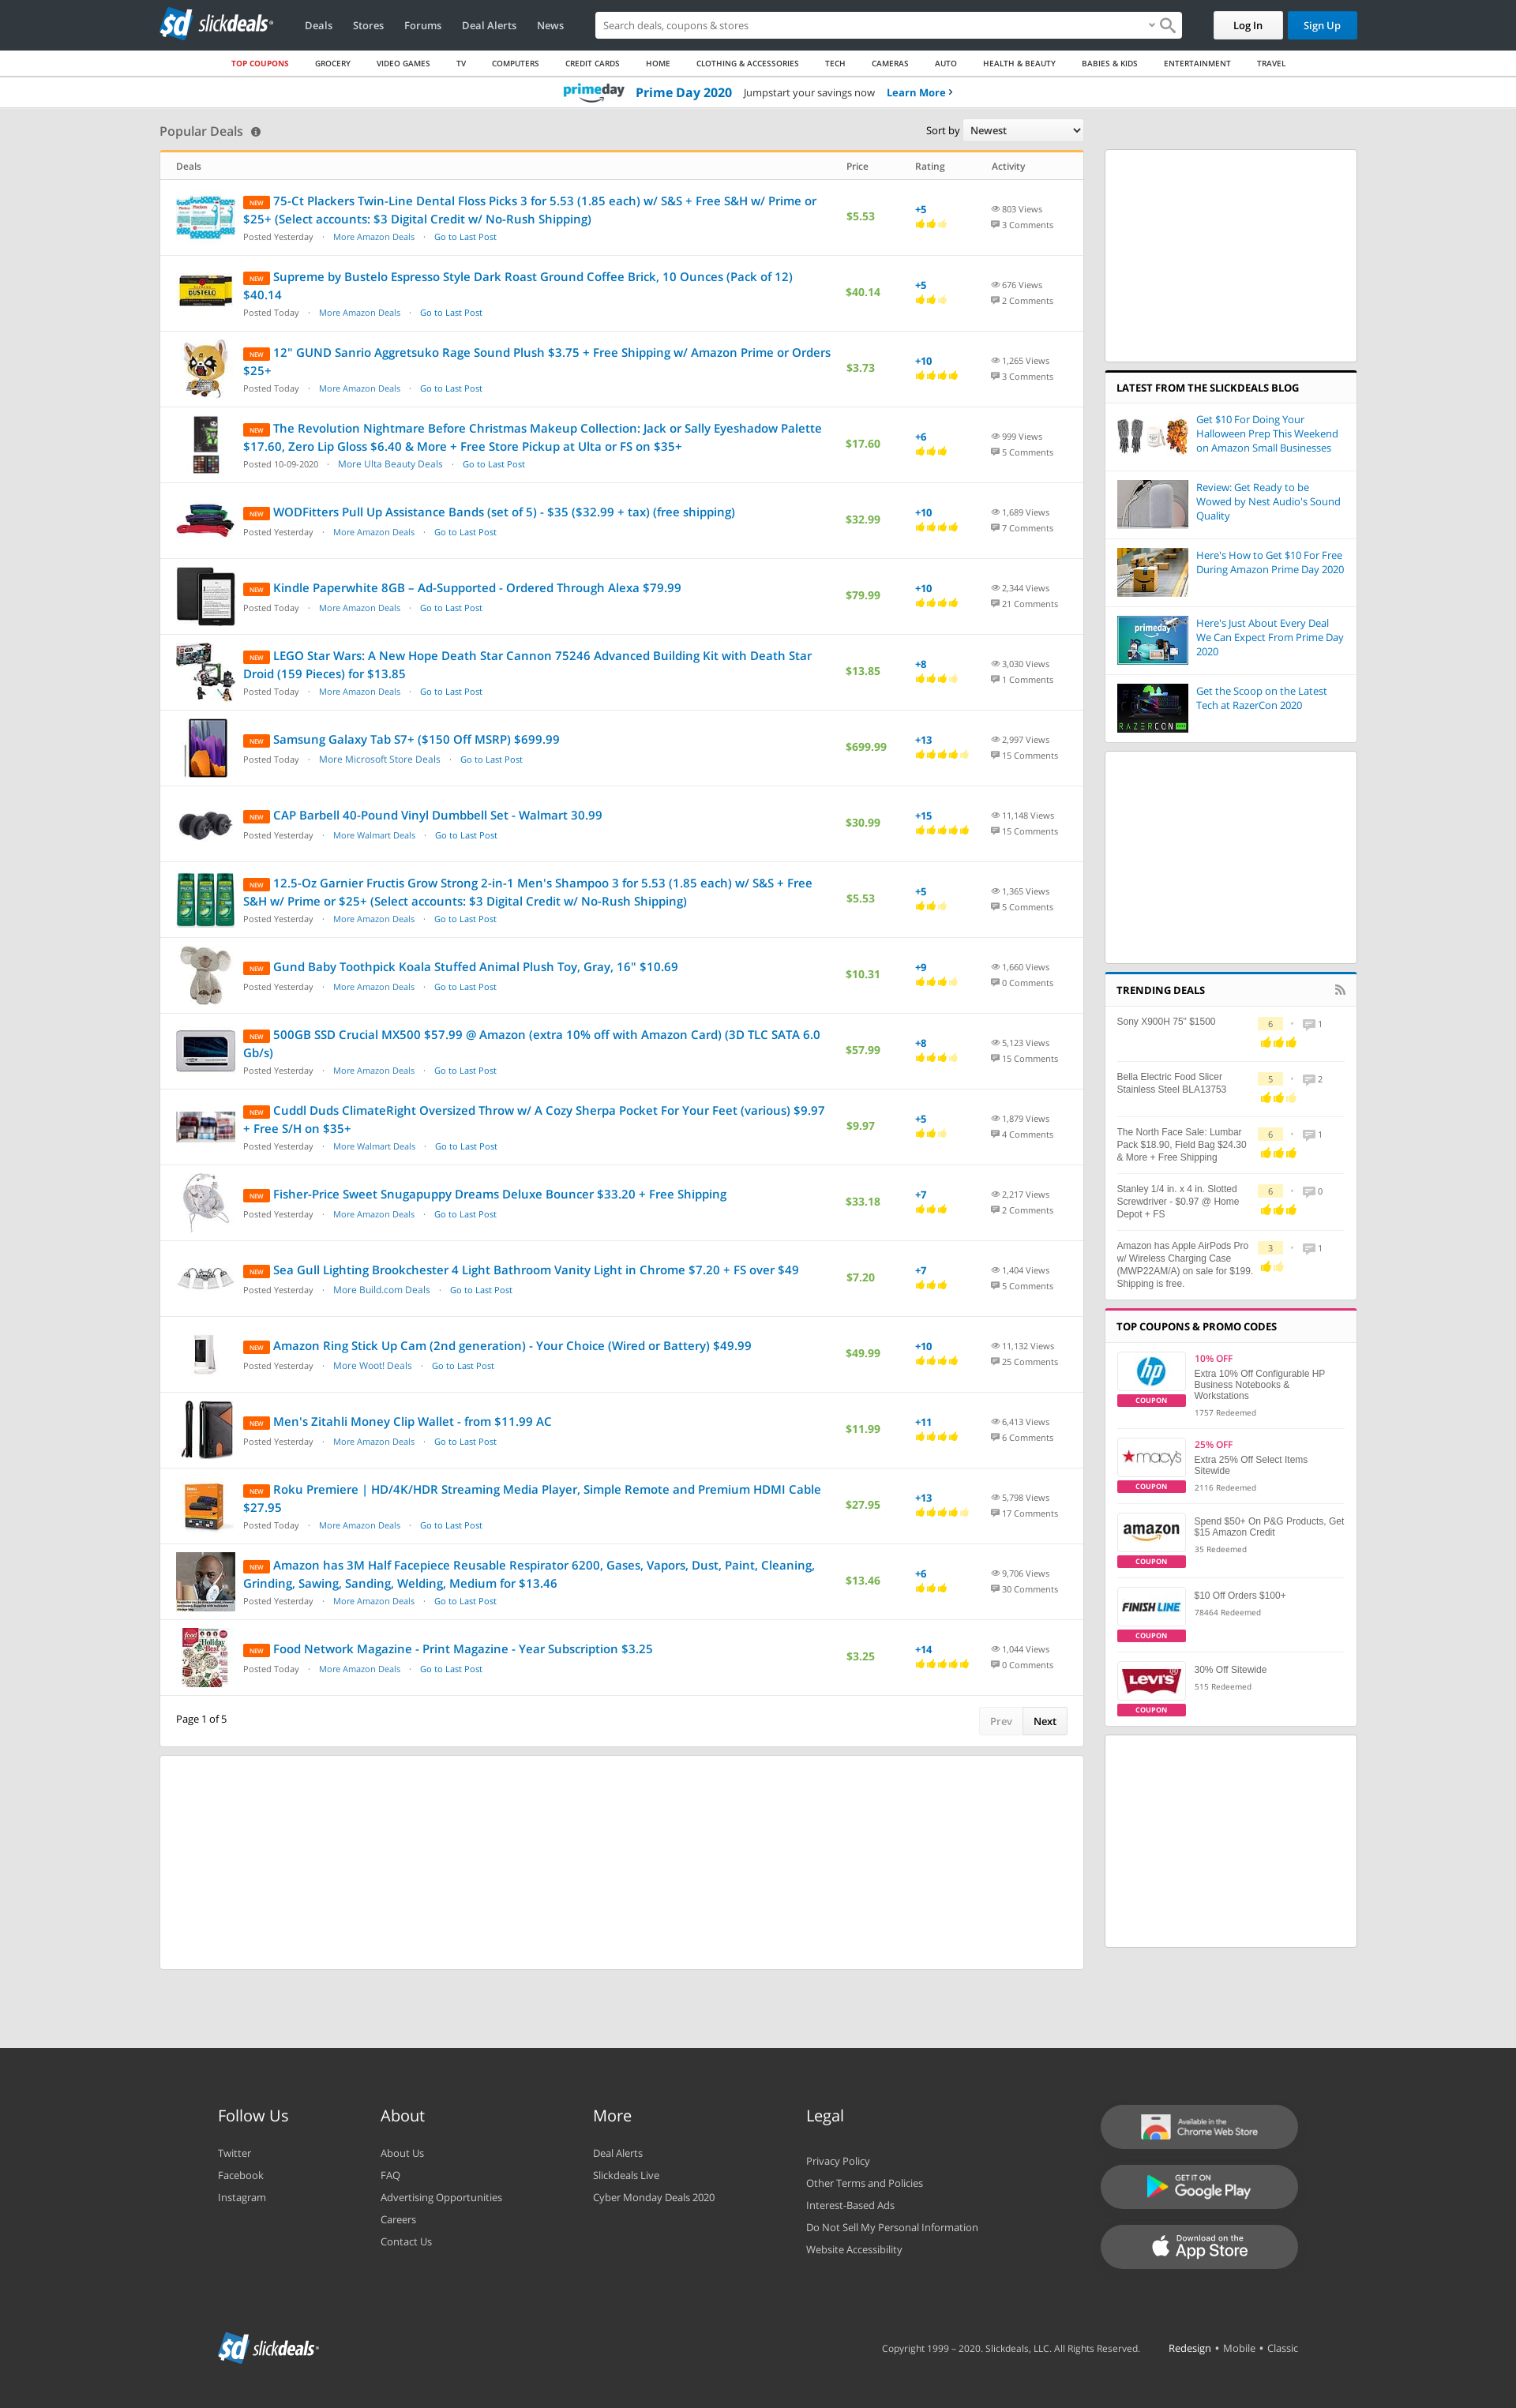 sd slickdeals
Deals Stores Forums Deal Alerts News
Search deals, coupons & stores
Log In Sign Up
TOP COUPONS GROCERY VIDEO GAMES TV COMPUTERS CREDIT CARDS HOME CLOTHING & ACCESSORIES TECH CAMERAS AUTO HEALTH & BEAUTY BABIES & KIDS ENTERTAINMENT TRAVEL
primeday Prime Day 2020 Jumpstart your savings now Learn More
Popular Deals
Sort by Newest
Deals Price Rating Activity
NEW 75-Ct Plackers Twin-Line Dental Floss Picks 3 for 5.53 (1.85 each) w/ S&S + Free S&H w/ Prime or
$25+ (Select accounts: $3 Digital Credit w/ No-Rush Shipping)
Posted Yesterday · More Amazon Deals · Go to Last Post
$5.53
+5
803 Views
3 Comments
NEW Supreme by Bustelo Espresso Style Dark Roast Ground Coffee Brick, 10 Ounces (Pack of 12)
$40.14
Posted Today · More Amazon Deals · Go to Last Post
$40.14
+5
676 Views
2 Comments
NEW 12" GUND Sanrio Aggretsuko Rage Sound Plush $3.75 + Free Shipping w/ Amazon Prime or Orders
$25+
Posted Today · More Amazon Deals · Go to Last Post
$3.73
+10
1,265 Views
3 Comments
NEW The Revolution Nightmare Before Christmas Makeup Collection: Jack or Sally Eyeshadow Palette
$17.60, Zero Lip Gloss $6.40 & More + Free Store Pickup at Ulta or FS on $35+
Posted 10-09-2020 · More Ulta Beauty Deals · Go to Last Post
$17.60
+6
999 Views
5 Comments
NEW WODFitters Pull Up Assistance Bands (set of 5) - $35 ($32.99 + tax) (free shipping)
Posted Yesterday · More Amazon Deals · Go to Last Post
$32.99
+10
1,689 Views
7 Comments
NEW Kindle Paperwhite 8GB – Ad-Supported - Ordered Through Alexa $79.99
Posted Today · More Amazon Deals · Go to Last Post
$79.99
+10
2,344 Views
21 Comments
NEW LEGO Star Wars: A New Hope Death Star Cannon 75246 Advanced Building Kit with Death Star
Droid (159 Pieces) for $13.85
Posted Today · More Amazon Deals · Go to Last Post
$13.85
+8
3,030 Views
1 Comments
NEW Samsung Galaxy Tab S7+ ($150 Off MSRP) $699.99
Posted Today · More Microsoft Store Deals · Go to Last Post
$699.99
+13
2,997 Views
15 Comments
NEW CAP Barbell 40-Pound Vinyl Dumbbell Set - Walmart 30.99
Posted Yesterday · More Walmart Deals · Go to Last Post
$30.99
+15
11,148 Views
15 Comments
NEW 12.5-Oz Garnier Fructis Grow Strong 2-in-1 Men's Shampoo 3 for 5.53 (1.85 each) w/ S&S + Free
S&H w/ Prime or $25+ (Select accounts: $3 Digital Credit w/ No-Rush Shipping)
Posted Yesterday · More Amazon Deals · Go to Last Post
$5.53
+5
1,365 Views
5 Comments
NEW Gund Baby Toothpick Koala Stuffed Animal Plush Toy, Gray, 16" $10.69
Posted Yesterday · More Amazon Deals · Go to Last Post
$10.31
+9
1,660 Views
0 Comments
NEW 500GB SSD Crucial MX500 $57.99 @ Amazon (extra 10% off with Amazon Card) (3D TLC SATA 6.0
Gb/s)
Posted Yesterday · More Amazon Deals · Go to Last Post
$57.99
+8
5,123 Views
15 Comments
NEW Cuddl Duds ClimateRight Oversized Throw w/ A Cozy Sherpa Pocket For Your Feet (various) $9.97
+ Free S/H on $35+
Posted Yesterday · More Walmart Deals · Go to Last Post
$9.97
+5
1,879 Views
4 Comments
NEW Fisher-Price Sweet Snugapuppy Dreams Deluxe Bouncer $33.20 + Free Shipping
Posted Yesterday · More Amazon Deals · Go to Last Post
$33.18
+7
2,217 Views
2 Comments
NEW Sea Gull Lighting Brookchester 4 Light Bathroom Vanity Light in Chrome $7.20 + FS over $49
Posted Yesterday · More Build.com Deals · Go to Last Post
$7.20
+7
1,404 Views
5 Comments
NEW Amazon Ring Stick Up Cam (2nd generation) - Your Choice (Wired or Battery) $49.99
Posted Yesterday · More Woot! Deals · Go to Last Post
$49.99
+10
11,132 Views
25 Comments
NEW Men's Zitahli Money Clip Wallet - from $11.99 AC
Posted Yesterday · More Amazon Deals · Go to Last Post
$11.99
+11
6,413 Views
6 Comments
NEW Roku Premiere | HD/4K/HDR Streaming Media Player, Simple Remote and Premium HDMI Cable
$27.95
Posted Today · More Amazon Deals · Go to Last Post
$27.95
+13
5,798 Views
17 Comments
NEW Amazon has 3M Half Facepiece Reusable Respirator 6200, Gases, Vapors, Dust, Paint, Cleaning,
Grinding, Sawing, Sanding, Welding, Medium for $13.46
Posted Yesterday · More Amazon Deals · Go to Last Post
$13.46
+6
9,706 Views
30 Comments
NEW Food Network Magazine - Print Magazine - Year Subscription $3.25
Posted Today · More Amazon Deals · Go to Last Post
$3.25
+14
1,044 Views
0 Comments
Page 1 of 5
Prev Next
LATEST FROM THE SLICKDEALS BLOG
Get $10 For Doing Your
Halloween Prep This Weekend
on Amazon Small Businesses
Review: Get Ready to be
Wowed by Nest Audio's Sound
Quality
Here's How to Get $10 For Free
During Amazon Prime Day 2020
primeday
Here's Just About Every Deal
We Can Expect From Prime Day
2020
RAZERCON
Get the Scoop on the Latest
Tech at RazerCon 2020
TRENDING DEALS
Sony X900H 75" $1500
6 • 1
Bella Electric Food Slicer
Stainless Steel BLA13753
5 • 2
The North Face Sale: Lumbar
Pack $18.90, Field Bag $24.30
& More + Free Shipping
6 • 1
Stanley 1/4 in. x 4 in. Slotted
Screwdriver - $0.97 @ Home
Depot + FS
6 • 0
Amazon has Apple AirPods Pro
w/ Wireless Charging Case
(MWP22AM/A) on sale for $199.
Shipping is free.
3 • 1
TOP COUPONS & PROMO CODES
hp
COUPON
10% OFF
Extra 10% Off Configurable HP
Business Notebooks &
Workstations
1757 Redeemed
macy's
COUPON
25% OFF
Extra 25% Off Select Items
Sitewide
2116 Redeemed
amazon
COUPON
Spend $50+ On P&G Products, Get
$15 Amazon Credit
35 Redeemed
FINISH LINE
COUPON
$10 Off Orders $100+
78464 Redeemed
LEVI'S
COUPON
30% Off Sitewide
515 Redeemed
Follow Us
Twitter
Facebook
Instagram
About
About Us
FAQ
Advertising Opportunities
Careers
Contact Us
More
Deal Alerts
Slickdeals Live
Cyber Monday Deals 2020
Legal
Privacy Policy
Other Terms and Policies
Interest-Based Ads
Do Not Sell My Personal Information
Website Accessibility
Available in the
Chrome Web Store
GET IT ON
Google Play
Download on the
App Store
sd slickdeals
Copyright 1999 – 2020. Slickdeals, LLC. All Rights Reserved.
Redesign • Mobile • Classic